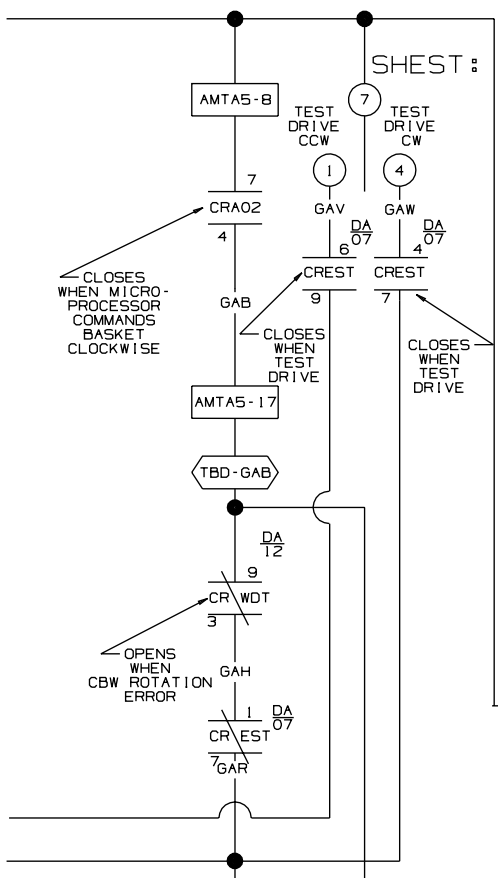 SHEST:
AMTA5-8
7
TEST
DRIVE
CCW
TEST
DRIVE
CW
1
4
7
CRA02
4
GAV
GAW
DA
07
DA
07
6
CREST
9
4
CREST
7
CLOSES
WHEN MICRO-
PROCESSOR
COMMANDS
BASKET
CLOCKWISE
GAB
CLOSES
WHEN
TEST
DRIVE
CLOSES
WHEN
TEST
DRIVE
AMTA5-17
TBD-GAB
DA
12
9
CR WDT
3
OPENS
WHEN
CBW ROTATION
ERROR
GAH
1
DA
07
CR EST
7
GAR